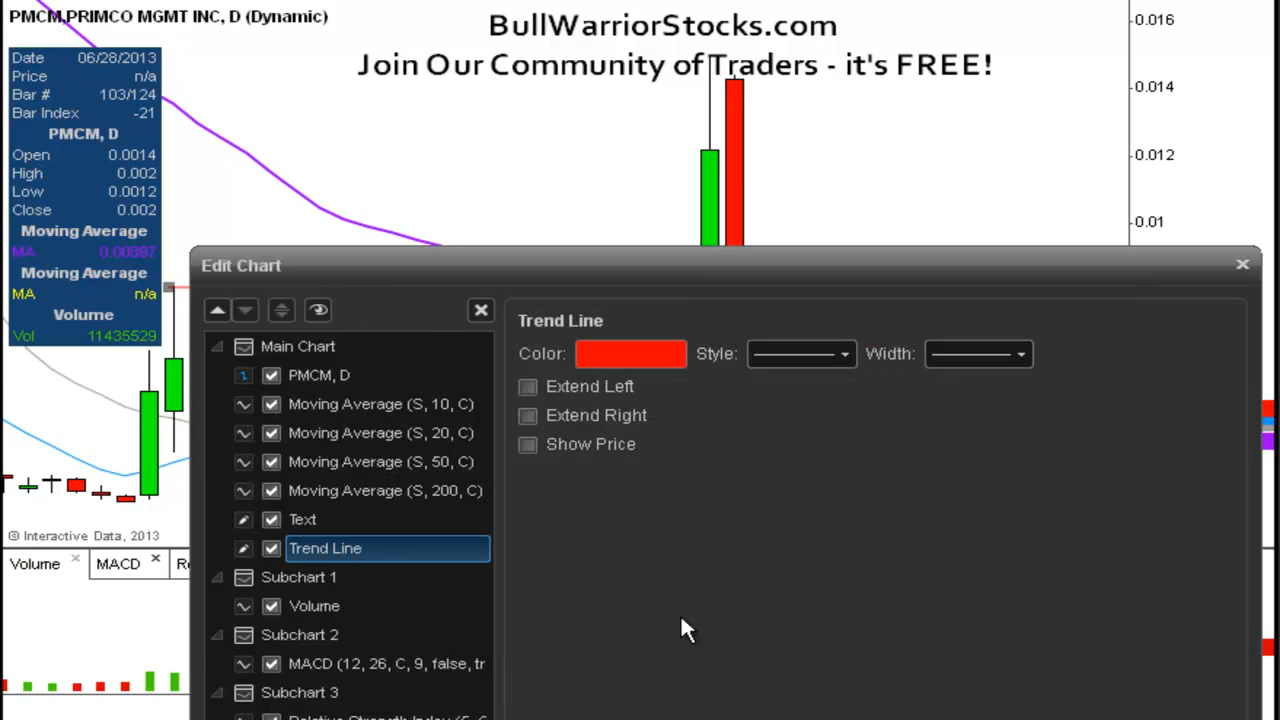 PMCM,PRIMCO MGMT INC, D (Dynamic)
BullWarriorStocks.com
Join Our Community of Traders - it's FREE!
0.016
0.014
0.012
0.01
Date 06/28/2013
Price n/a
Bar # 103/124
Bar Index -21
PMCM, D
Open 0.0014
High 0.002
Low 0.0012
Close 0.002
Moving Average
MA 0.00897
Moving Average
MA n/a
Volume
Vol 11435529
© Interactive Data, 2013
Volume
MACD
Edit Chart
Main Chart
PMCM, D
Moving Average (S, 10, C)
Moving Average (S, 20, C)
Moving Average (S, 50, C)
Moving Average (S, 200, C)
Text
Trend Line
Subchart 1
Volume
Subchart 2
MACD (12, 26, C, 9, false, tr
Subchart 3
Trend Line
Color: Style: Width:
Extend Left
Extend Right
Show Price